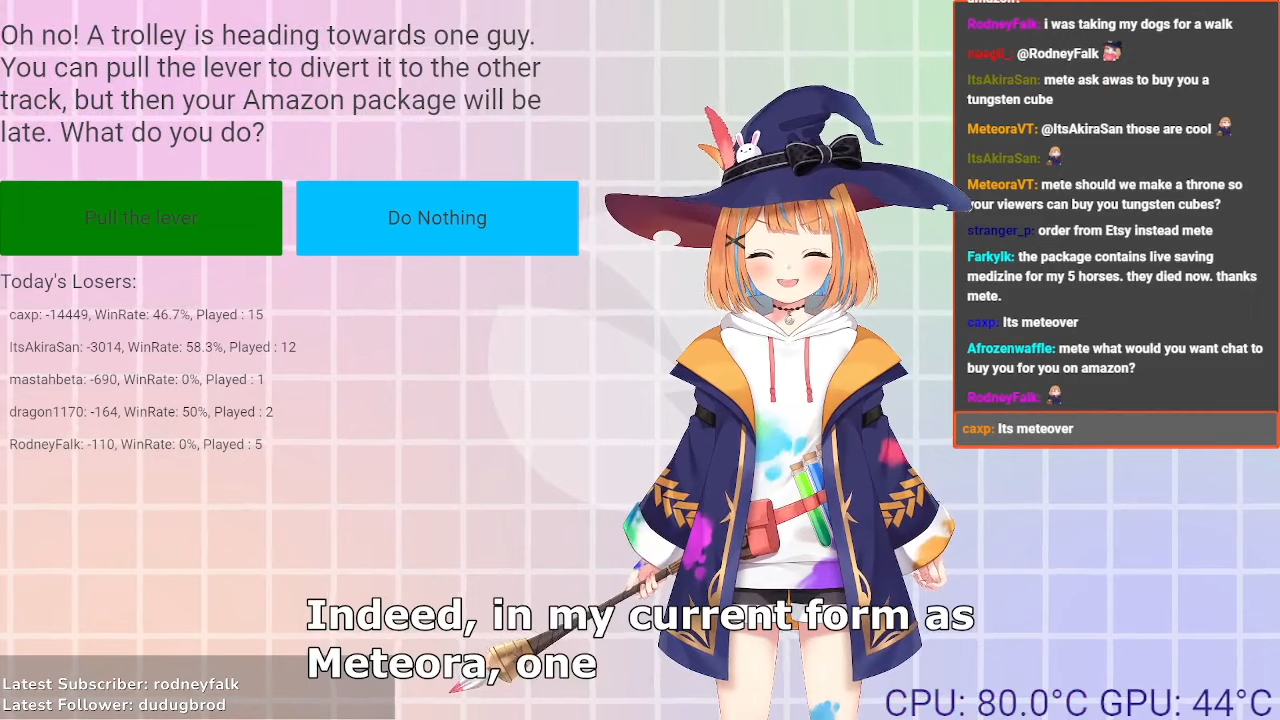 Oh no! A trolley is heading towards one guy.
You can pull the lever to divert it to the other
track, but then your Amazon package will be
late. What do you do?
Pull the lever
Do Nothing
Today's Losers:
caxp: -14449, WinRate: 46.7%, Played : 15
ItsAkiraSan: -3014, WinRate: 58.3%, Played : 12
mastahbeta: -690, WinRate: 0%, Played : 1
dragon1170: -164, WinRate: 50%, Played : 2
RodneyFalk: -110, WinRate: 0%, Played : 5
RodneyFalk: i was taking my dogs for a walk
@RodneyFalk
ItsAkiraSan: mete ask awas to buy you a
tungsten cube
MeteoraVT: @ItsAkiraSan those are cool
ItsAkiraSan:
MeteoraVT: mete should we make a throne so
your viewers can buy you tungsten cubes?
stranger_p: order from Etsy instead mete
Farkylk: the package contains live saving
medizine for my 5 horses. they died now. thanks
mete.
caxp: Its meteover
Afrozenwaffle: mete what would you want chat to
buy you for you on amazon?
RodneyFalk:
caxp: Its meteover
Indeed, in my current form as
Meteora, one
Latest Subscriber: rodneyfalk
Latest Follower: dudugbrod
CPU: 80.0°C GPU: 44°C